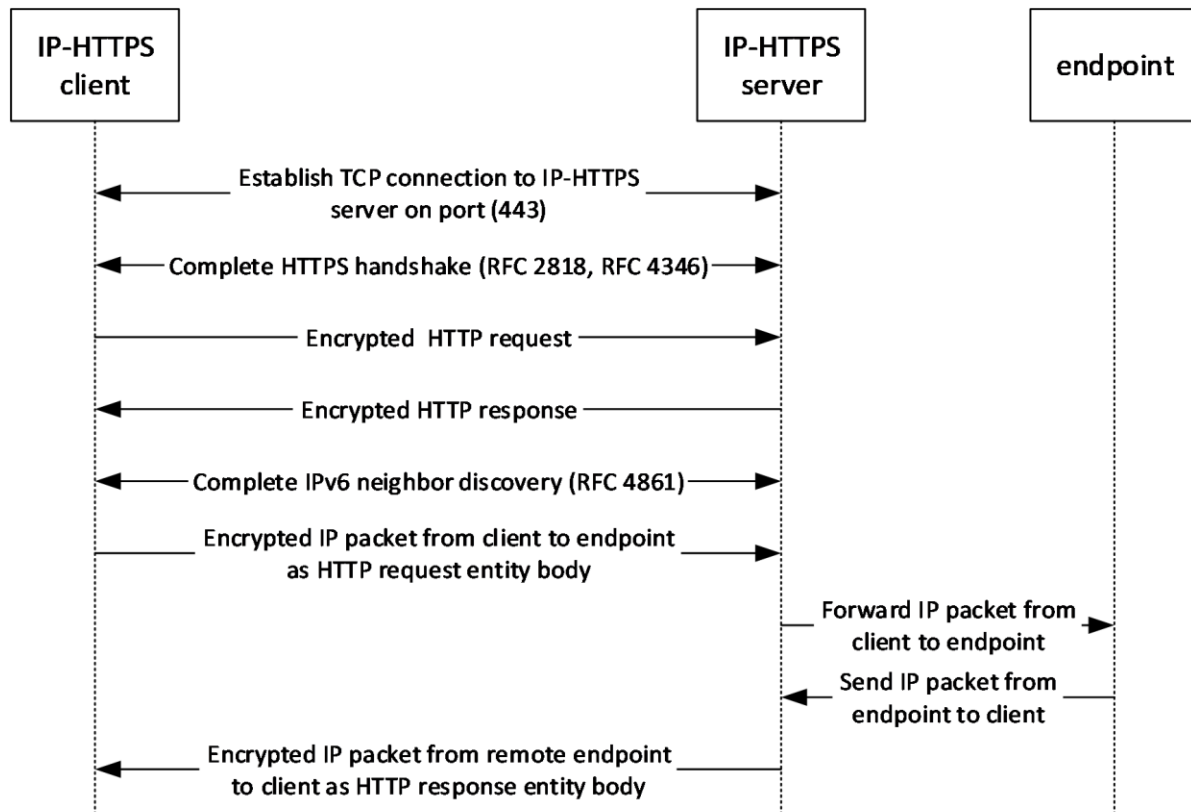 IP-HTTPS
client
IP-HTTPS
server
endpoint
Establish TCP connection to IP-HTTPS
server on port (443)
Complete HTTPS handshake (RFC 2818, RFC 4346)
Encrypted  HTTP request
Encrypted HTTP response
Complete IPv6 neighbor discovery (RFC 4861)
Encrypted IP packet from client to endpoint
as HTTP request entity body
Forward IP packet from
client to endpoint
Send IP packet from
endpoint to client
Encrypted IP packet from remote endpoint
to client as HTTP response entity body